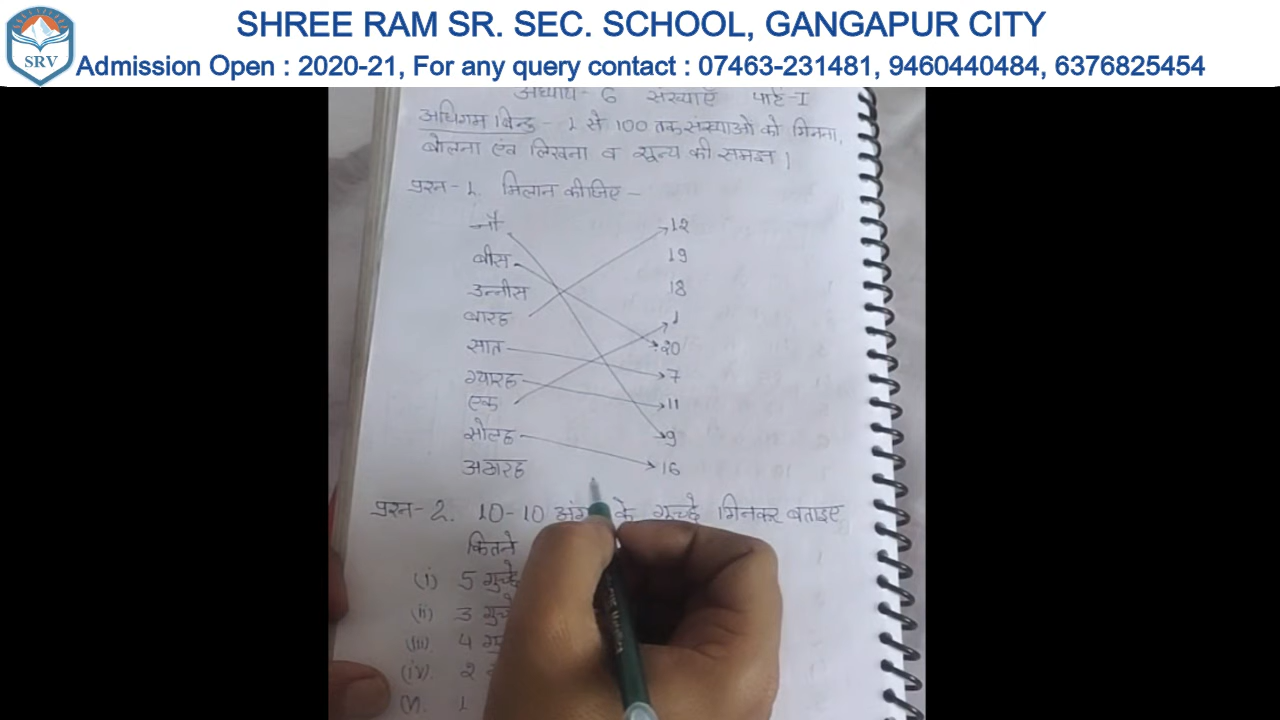 SHREE RAM SR. SEC. SCHOOL, GANGAPUR CITY
SRV
Admission Open : 2020-21, For any query contact : 07463-231481, 9460440484, 6376825454
अध्याय - 6 संख्याएँ पार्ट-I
अधिगम बिन्दु - 1 से 100 तक संख्याओं को गिनना,
बोलना एंव लिखना व शून्य की समझ।
प्रश्न - 1. मिलान कीजिए -
नौ 12
बीस 19
उन्नीस 18
बारह 1
सात 20
ग्यारह 7
एक 11
सोलह 9
अठारह 16
प्रश्न - 2. 10-10 के गुच्छे गिनकर बताइए
कितने
(i) 5 गुच्छे
(ii) 3 गुच्छे
(iii). 4
(iv). 2
(v). 1